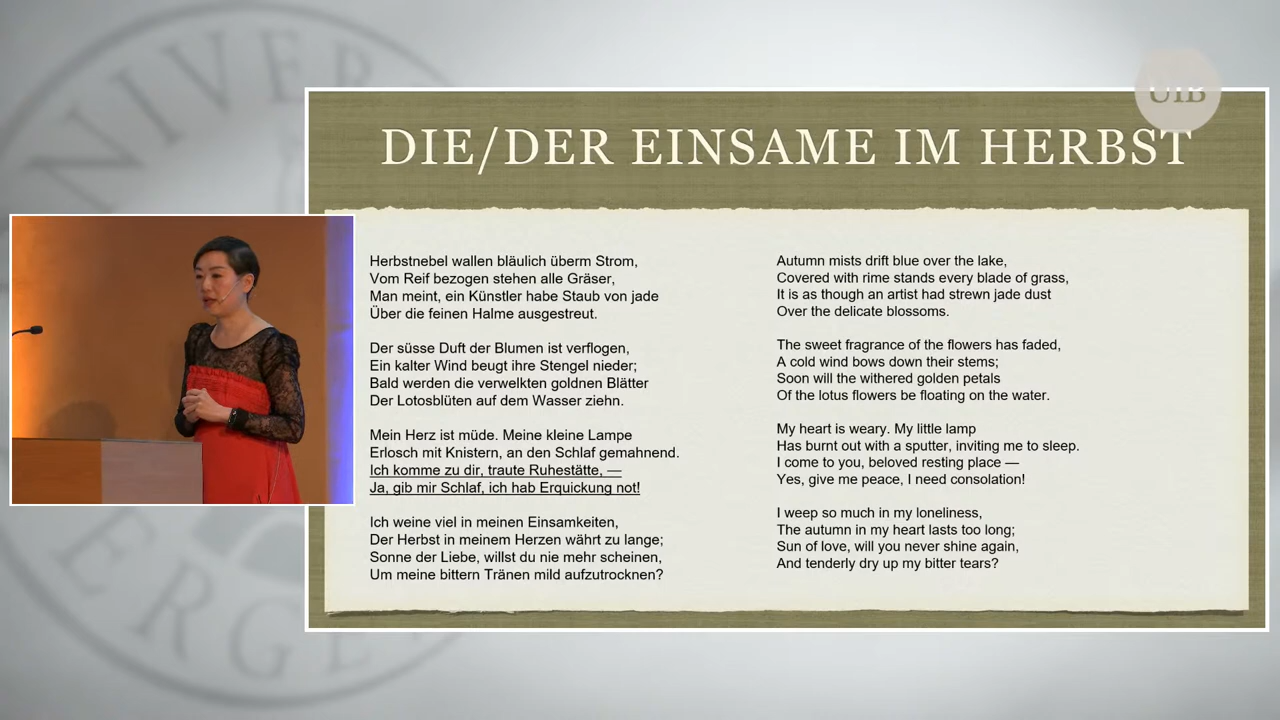 NIVER
UiB
DIE/DER EINSAME IM HERBST
Herbstnebel wallen bläulich überm Strom,
Vom Reif bezogen stehen alle Gräser,
Man meint, ein Künstler habe Staub von jade
Über die feinen Halme ausgestreut.
Der süsse Duft der Blumen ist verflogen,
Ein kalter Wind beugt ihre Stengel nieder;
Bald werden die verwelkten goldnen Blätter
Der Lotosblüten auf dem Wasser ziehn.
Mein Herz ist müde. Meine kleine Lampe
Erlosch mit Knistern, an den Schlaf gemahnend.
Ich komme zu dir, traute Ruhestätte, —
Ja, gib mir Schlaf, ich hab Erquickung not!
Ich weine viel in meinen Einsamkeiten,
Der Herbst in meinem Herzen währt zu lange;
Sonne der Liebe, willst du nie mehr scheinen,
Um meine bittern Tränen mild aufzutrocknen?
Autumn mists drift blue over the lake,
Covered with rime stands every blade of grass,
It is as though an artist had strewn jade dust
Over the delicate blossoms.
The sweet fragrance of the flowers has faded,
A cold wind bows down their stems;
Soon will the withered golden petals
Of the lotus flowers be floating on the water.
My heart is weary. My little lamp
Has burnt out with a sputter, inviting me to sleep.
I come to you, beloved resting place —
Yes, give me peace, I need consolation!
I weep so much in my loneliness,
The autumn in my heart lasts too long;
Sun of love, will you never shine again,
And tenderly dry up my bitter tears?
ERGE